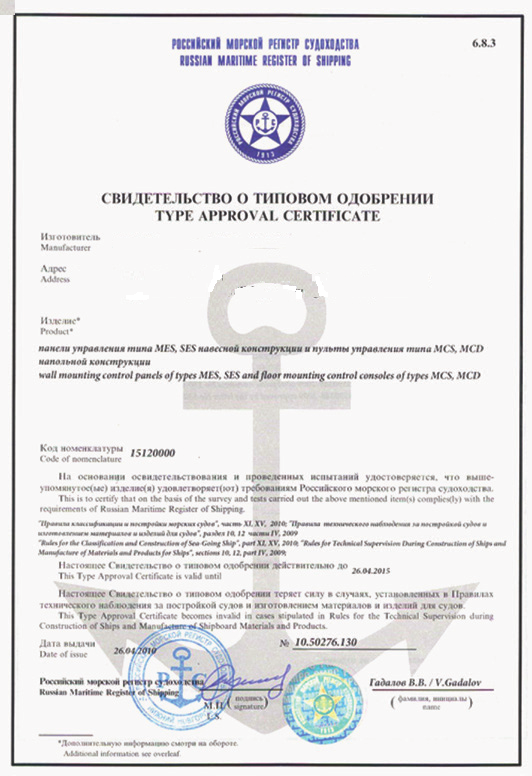 РОССИЙСКИЙ МОРСКОЙ РЕГИСТР СУДОХОДСТВА
6.8.3
RUSSIAN MARITIME REGISTER OF SHIPPING
РОССИЙСКИЙ МОРСКОЙ РЕГИСТР СУДОХОДСТВА
1913
СВИДЕТЕЛЬСТВО О ТИПОВОМ ОДОБРЕНИИ
TYPE APPROVAL CERTIFICATE
Изготовитель
Manufacturer
Адрес
Address
Изделие*
Product*
панели управления типа MES, SES навесной конструкции и пульты управления типа MCS, MCD
напольной конструкции
wall mounting control panels of types MES, SES and floor mounting control consoles of types MCS, MCD
Код номенклатуры 15120000
Code of nomenclature
На основании освидетельствования и проведенных испытаний удостоверяется, что выше-
упомянутое(ые) изделие(я) удовлетворяет(ют) требованиям Российского морского регистра судоходства.
This is to certify that on the basis of the survey and tests carried out the above mentioned item(s) complies(ly) with the
requirements of Russian Maritime Register of Shipping.
"Правила классификации и постройки морских судов", часть XI, XV, 2010; "Правила технического наблюдения за постройкой судов и
изготовлением материалов и изделий для судов", раздел 10, 12 части IV, 2009
"Rules for the Classification and Construction of Sea-Going Ship", part XI, XV, 2010; "Rules for Technical Supervision During Construction of Ships and
Manufacture of Materials and Products for Ships", sections 10, 12, part IV, 2009;
Настоящее Свидетельство о типовом одобрении действительно до 26.04.2015
This Type Approval Certificate is valid until
Настоящее Свидетельство о типовом одобрении теряет силу в случаях, установленных в Правилах
технического наблюдения за постройкой судов и изготовлением материалов и изделий для судов.
This Type Approval Certificate becomes invalid in cases stipulated in Rules for the Technical Supervision during
Construction of Ships and Manufacture of Shipboard Materials and Products.
Дата выдачи 26.04.2010 № 10.50276.130
Date of issue
Российский морской регистр судоходства
Russian Maritime Register of Shipping
Гадалов В.В. / V.Gadalov
М.П. (подпись) (фамилия, инициалы)
L.S. signature name
*Дополнительную информацию смотри на обороте.
Additional information see overleaf.